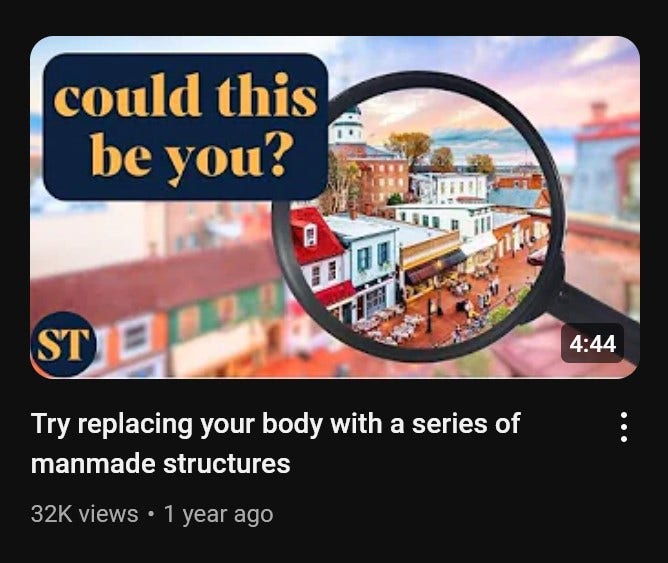 could this
be you?
ST
4:44
Try replacing your body with a series of
manmade structures
32K views • 1 year ago